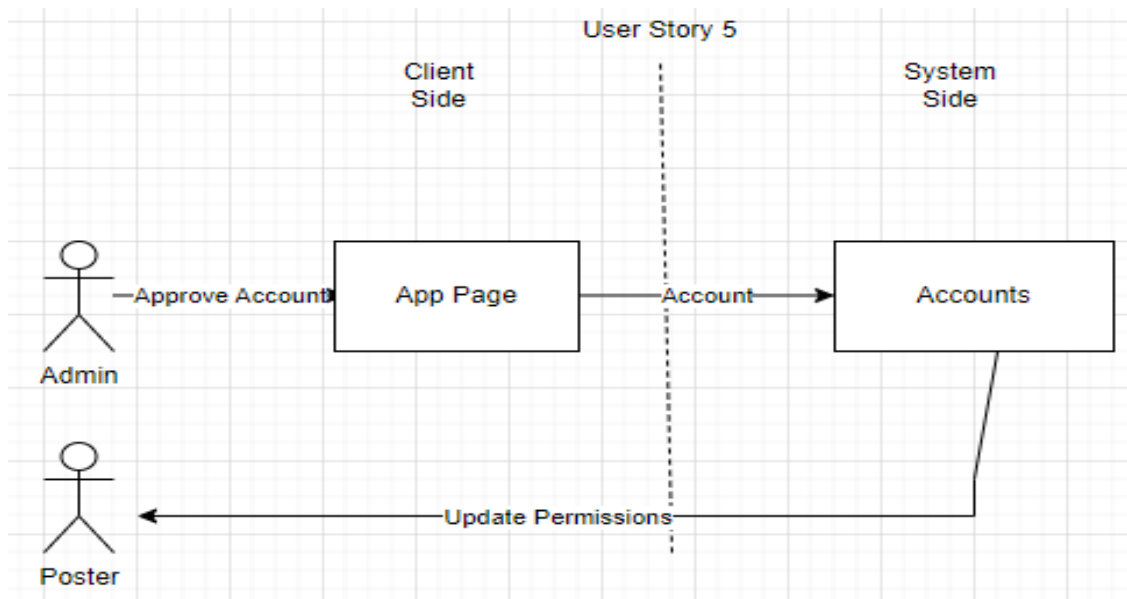 User Story 5
Client
Side
System
Side
Approve Account
App Page
Account
Accounts
Admin
Update Permissions
Poster